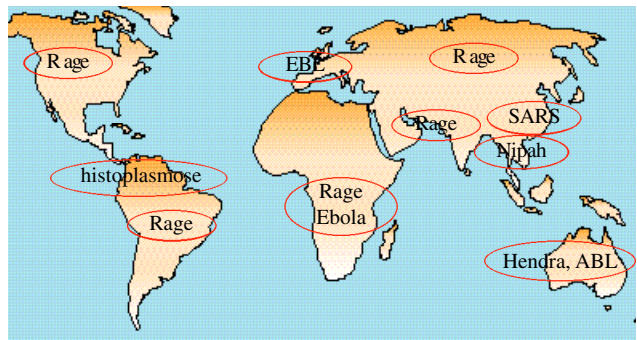 Rage
EBL
Rage
Rage
SARS
Nipah
histoplasmose
Rage
Rage
Ebola
Hendra, ABL